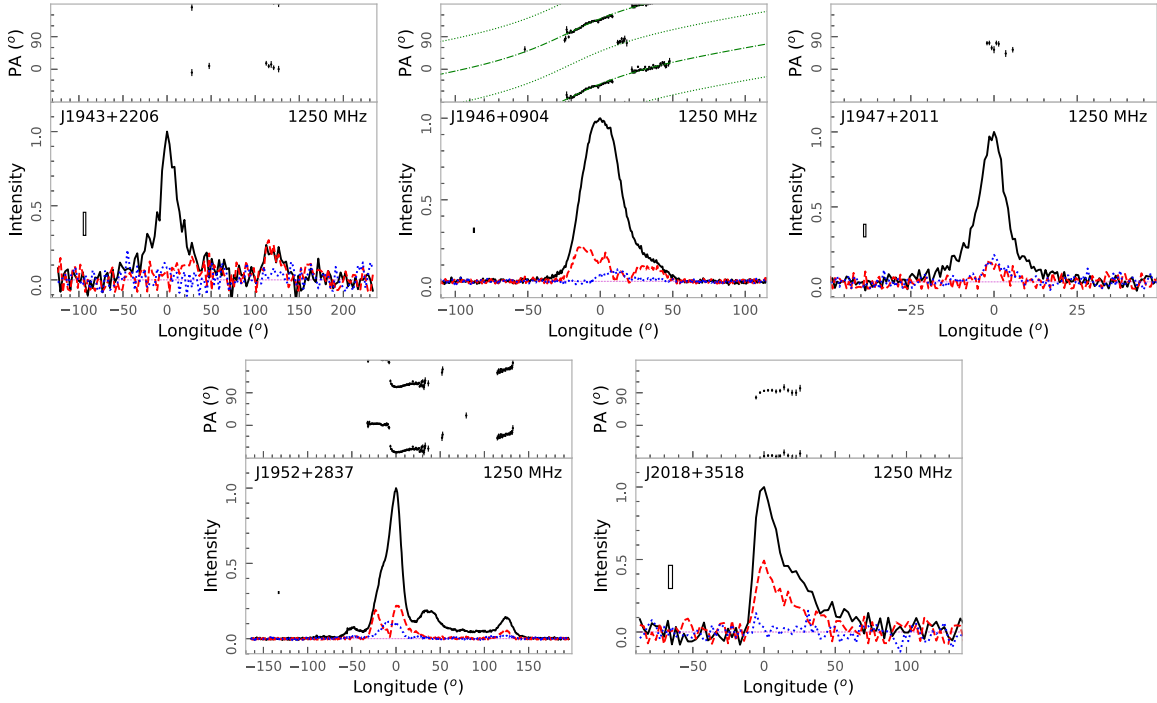 PA (°)
90
0
J1943+2206 1250 MHz
Intensity
1.0
0.5
0.0
−100 −50 0 50 100 150 200
Longitude (°)
PA (°)
90
0
J1946+0904 1250 MHz
Intensity
1.0
0.5
0.0
−100 −50 0 50 100
Longitude (°)
PA (°)
90
0
J1947+2011 1250 MHz
Intensity
1.0
0.5
0.0
−25 0 25
Longitude (°)
PA (°)
90
0
J1952+2837 1250 MHz
Intensity
1.0
0.5
0.0
−150 −100 −50 0 50 100 150
Longitude (°)
PA (°)
90
0
J2018+3518 1250 MHz
Intensity
1.0
0.5
0.0
−50 0 50 100
Longitude (°)